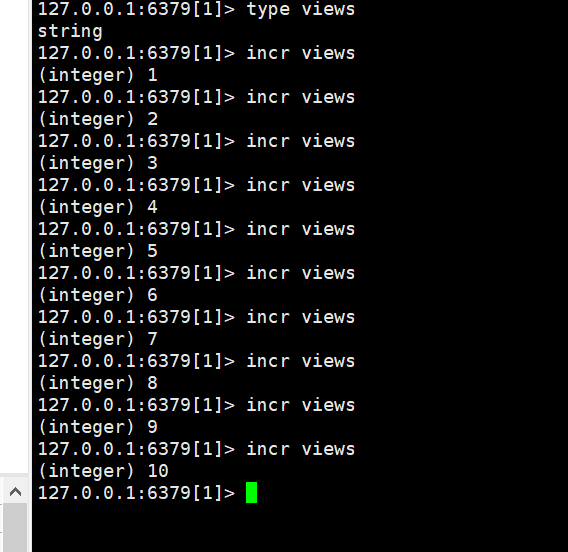 127.0.0.1:6379[1]> type views
string
127.0.0.1:6379[1]> incr views
(integer) 1
127.0.0.1:6379[1]> incr views
(integer) 2
127.0.0.1:6379[1]> incr views
(integer) 3
127.0.0.1:6379[1]> incr views
(integer) 4
127.0.0.1:6379[1]> incr views
(integer) 5
127.0.0.1:6379[1]> incr views
(integer) 6
127.0.0.1:6379[1]> incr views
(integer) 7
127.0.0.1:6379[1]> incr views
(integer) 8
127.0.0.1:6379[1]> incr views
(integer) 9
127.0.0.1:6379[1]> incr views
(integer) 10
127.0.0.1:6379[1]>